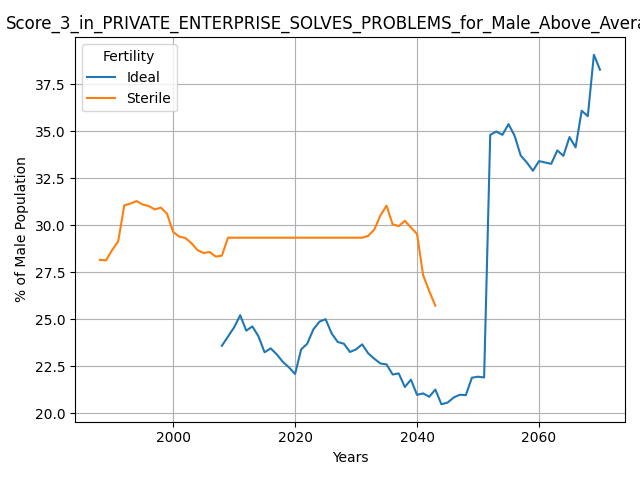 Score_3_in_PRIVATE_ENTERPRISE_SOLVES_PROBLEMS_for_Male_Above_Avera
Fertility
Ideal
Sterile
% of Male Population
37.5
35.0
32.5
30.0
27.5
25.0
22.5
20.0
2000 2020 2040 2060
Years